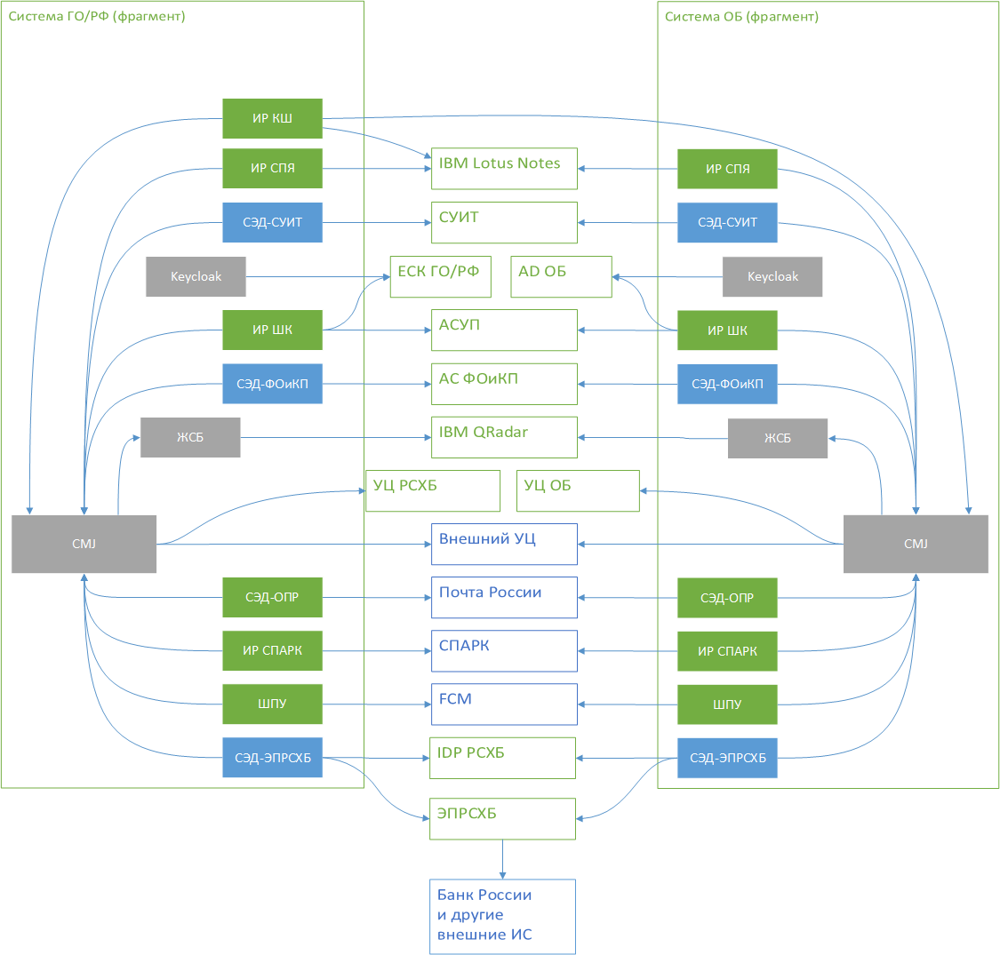 Система ГО/РФ (фрагмент)
Система ОБ (фрагмент)
ИР КШ
ИР СПЯ
IBM Lotus Notes
ИР СПЯ
СЭД-СУИТ
СУИТ
СЭД-СУИТ
Keycloak
ЕСК ГО/РФ
AD ОБ
Keycloak
ИР ШК
АСУП
ИР ШК
СЭД-ФОиКП
АС ФОиКП
СЭД-ФОиКП
ЖСБ
IBM QRadar
ЖСБ
УЦ РСХБ
УЦ ОБ
CMJ
Внешний УЦ
CMJ
СЭД-ОПР
Почта России
СЭД-ОПР
ИР СПАРК
СПАРК
ИР СПАРК
ШПУ
FCM
ШПУ
СЭД-ЭПРСХБ
IDP РСХБ
СЭД-ЭПРСХБ
ЭПРСХБ
Банк России
и другие
внешние ИС